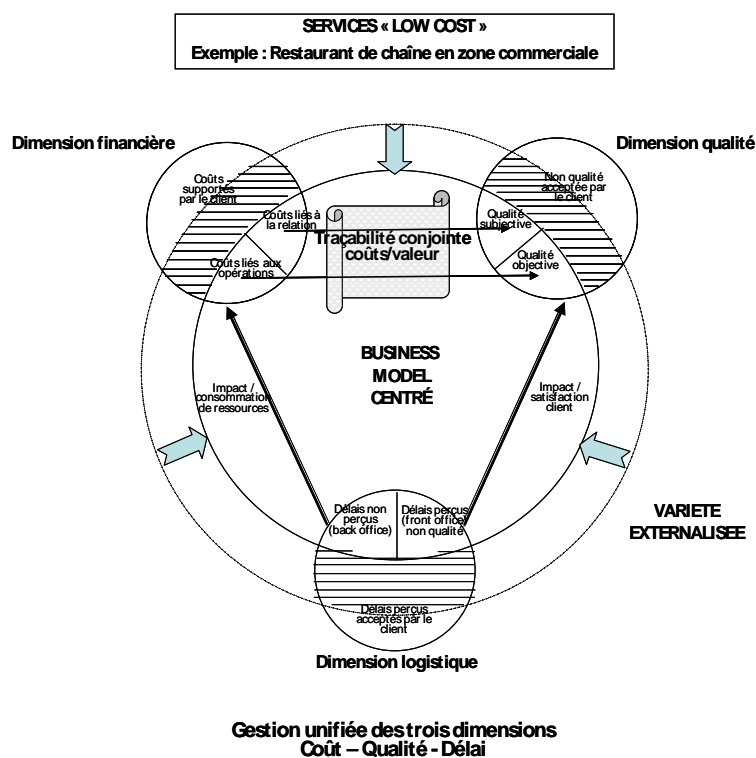 SERVICES « LOW COST »
Exemple : Restaurant de chaîne en zone commerciale
Dimension financière
Dimension qualité
Coûts
supportés
par le client
Non qualité
acceptée par
le client
Coûts liés à
la relation
Qualité
subjective
Traçabilité conjointe
coûts/valeur
Coûts liés aux
opérations
Qualité
objective
BUSINESS
MODEL
CENTRÉ
Impact /
consommation
de ressources
Impact /
satisfaction
client
Délais non
perçus
(back office)
Délais perçus
(front office)
non qualité
VARIETE
EXTERNALISEE
Délais perçus
acceptés par le
client
Dimension logistique
Gestion unifiée des trois dimensions
Coût – Qualité - Délai